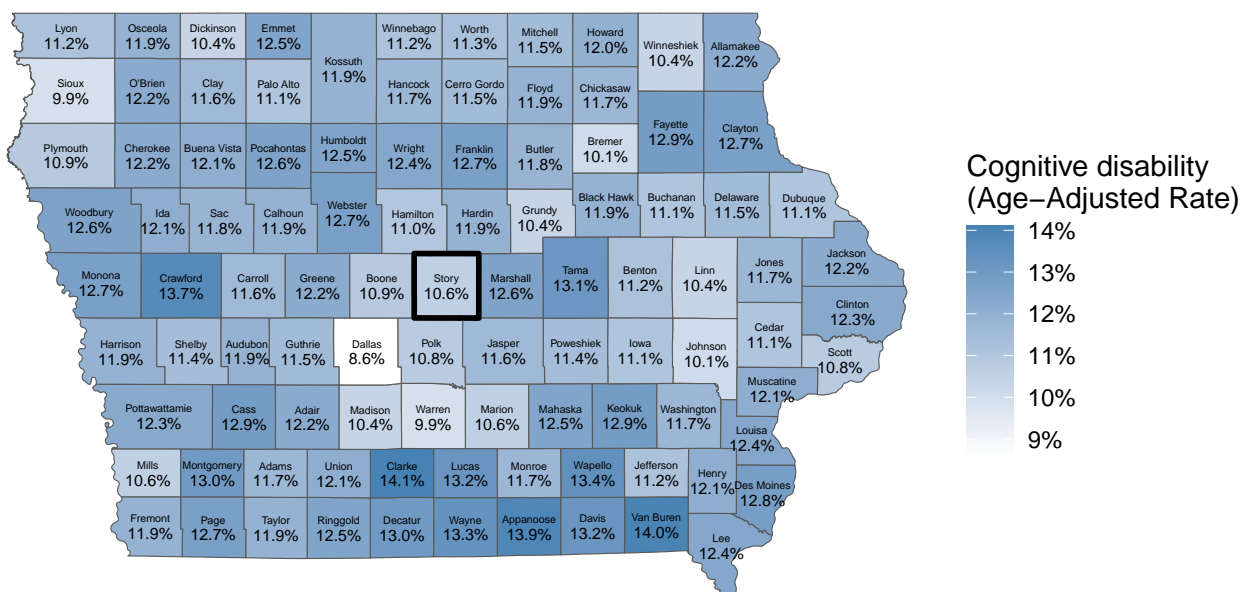 Lyon
11.2%
Osceola
11.9%
Dickinson
10.4%
Emmet
12.5%
Kossuth
11.9%
Winnebago
11.2%
Worth
11.3%
Mitchell
11.5%
Howard
12.0%
Winneshiek
10.4%
Allamakee
12.2%
Sioux
9.9%
O'Brien
12.2%
Clay
11.6%
Palo Alto
11.1%
Hancock
11.7%
Cerro Gordo
11.5%
Floyd
11.9%
Chickasaw
11.7%
Plymouth
10.9%
Cherokee
12.2%
Buena Vista
12.1%
Pocahontas
12.6%
Humboldt
12.5%
Wright
12.4%
Franklin
12.7%
Butler
11.8%
Bremer
10.1%
Fayette
12.9%
Clayton
12.7%
Woodbury
12.6%
Ida
12.1%
Sac
11.8%
Calhoun
11.9%
Webster
12.7%
Hamilton
11.0%
Hardin
11.9%
Grundy
10.4%
Black Hawk
11.9%
Buchanan
11.1%
Delaware
11.5%
Dubuque
11.1%
Monona
12.7%
Crawford
13.7%
Carroll
11.6%
Greene
12.2%
Boone
10.9%
Story
10.6%
Marshall
12.6%
Tama
13.1%
Benton
11.2%
Linn
10.4%
Jones
11.7%
Jackson
12.2%
Clinton
12.3%
Harrison
11.9%
Shelby
11.4%
Audubon
11.9%
Guthrie
11.5%
Dallas
8.6%
Polk
10.8%
Jasper
11.6%
Poweshiek
11.4%
Iowa
11.1%
Johnson
10.1%
Cedar
11.1%
Scott
10.8%
Muscatine
12.1%
Pottawattamie
12.3%
Cass
12.9%
Adair
12.2%
Madison
10.4%
Warren
9.9%
Marion
10.6%
Mahaska
12.5%
Keokuk
12.9%
Washington
11.7%
Louisa
12.4%
Mills
10.6%
Montgomery
13.0%
Adams
11.7%
Union
12.1%
Clarke
14.1%
Lucas
13.2%
Monroe
11.7%
Wapello
13.4%
Jefferson
11.2%
Henry
12.1%
Des Moines
12.8%
Fremont
11.9%
Page
12.7%
Taylor
11.9%
Ringgold
12.5%
Decatur
13.0%
Wayne
13.3%
Appanoose
13.9%
Davis
13.2%
Van Buren
14.0%
Lee
12.4%
Cognitive disability
(Age−Adjusted Rate)
14%
13%
12%
11%
10%
9%